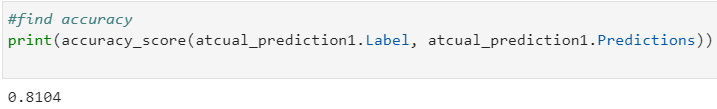 #find accuracy
print(accuracy_score(atcual_prediction1.Label, atcual_prediction1.Predictions))
0.8104